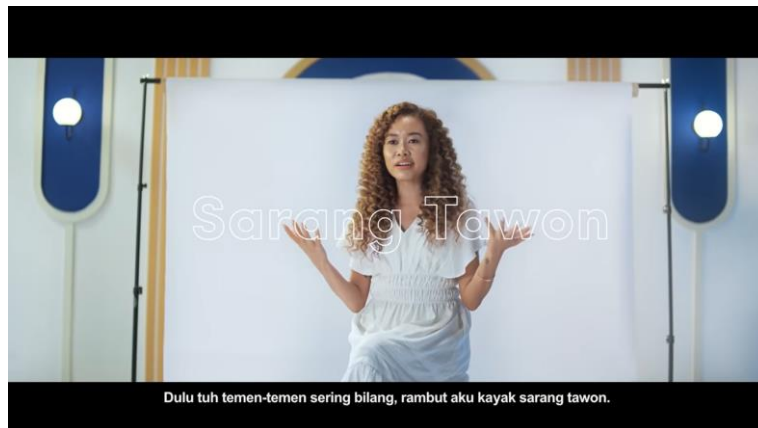 Sarang Tawon
Dulu tuh temen-temen sering bilang, rambut aku kayak sarang tawon.